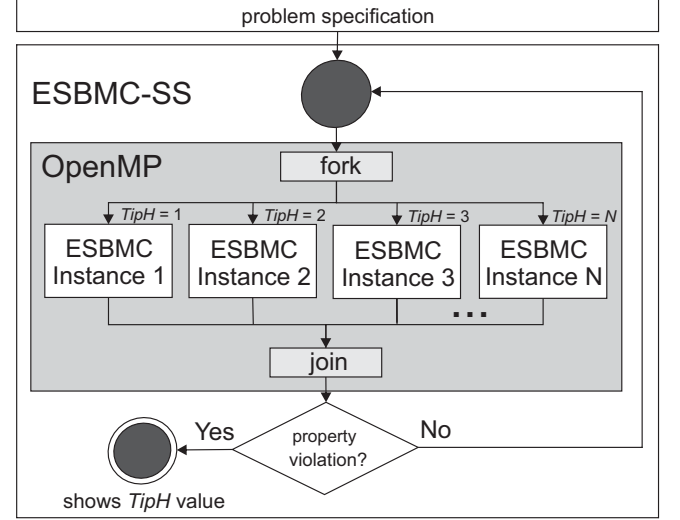 problem specification
ESBMC-SS
OpenMP
fork
TipH = 1
TipH = 2
TipH = 3
TipH = N
ESBMC
Instance 1
ESBMC
Instance 2
ESBMC
Instance 3
ESBMC
Instance N
...
join
Yes
property
violation?
No
shows TipH value